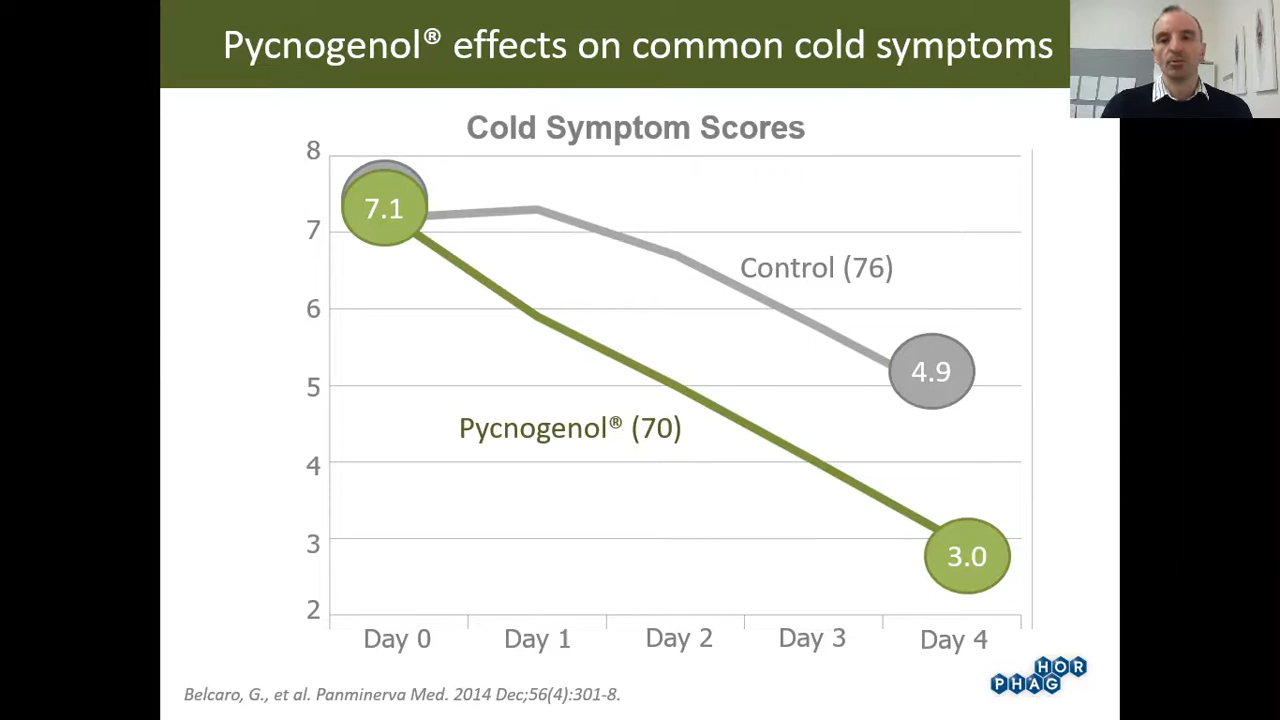 Pycnogenol® effects on common cold symptoms
Cold Symptom Scores
8
7
6
5
4
3
2
7.1
Control (76)
4.9
Pycnogenol® (70)
3.0
Day 0 Day 1 Day 2 Day 3 Day 4
HOR
PHAG
Belcaro, G., et al. Panminerva Med. 2014 Dec;56(4):301-8.